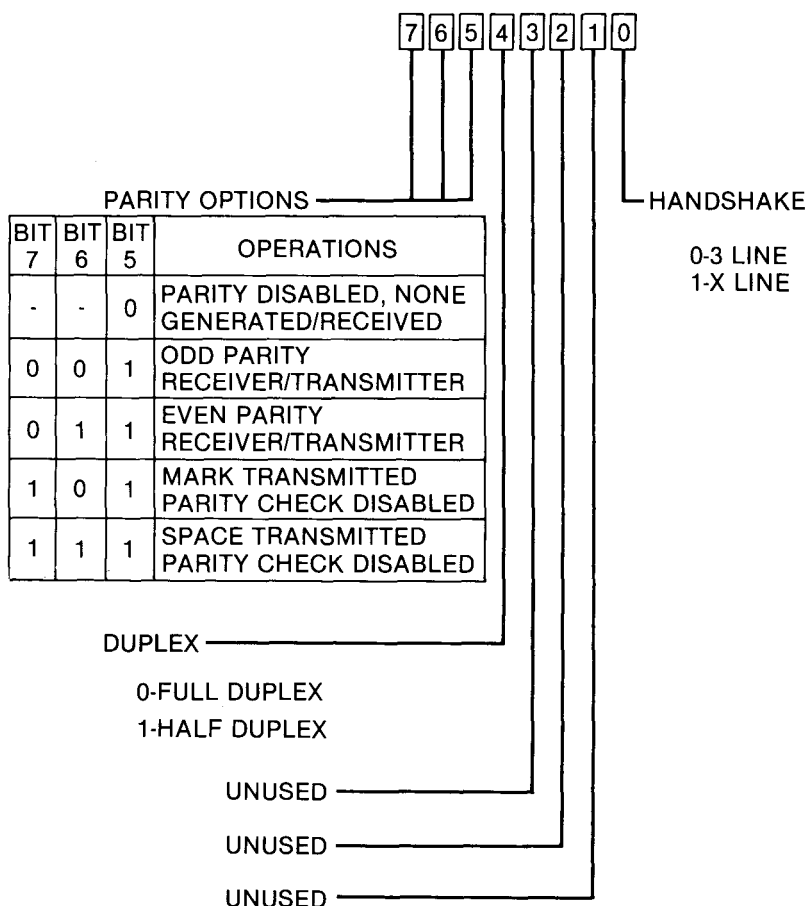 7 6 5 4 3 2 1 0
PARITY OPTIONS
HANDSHAKE
0-3 LINE
1-X LINE
BIT 7 BIT 6 BIT 5 OPERATIONS
- - 0 PARITY DISABLED, NONE
GENERATED/RECEIVED
0 0 1 ODD PARITY
RECEIVER/TRANSMITTER
0 1 1 EVEN PARITY
RECEIVER/TRANSMITTER
1 0 1 MARK TRANSMITTED
PARITY CHECK DISABLED
1 1 1 SPACE TRANSMITTED
PARITY CHECK DISABLED
DUPLEX
0-FULL DUPLEX
1-HALF DUPLEX
UNUSED
UNUSED
UNUSED